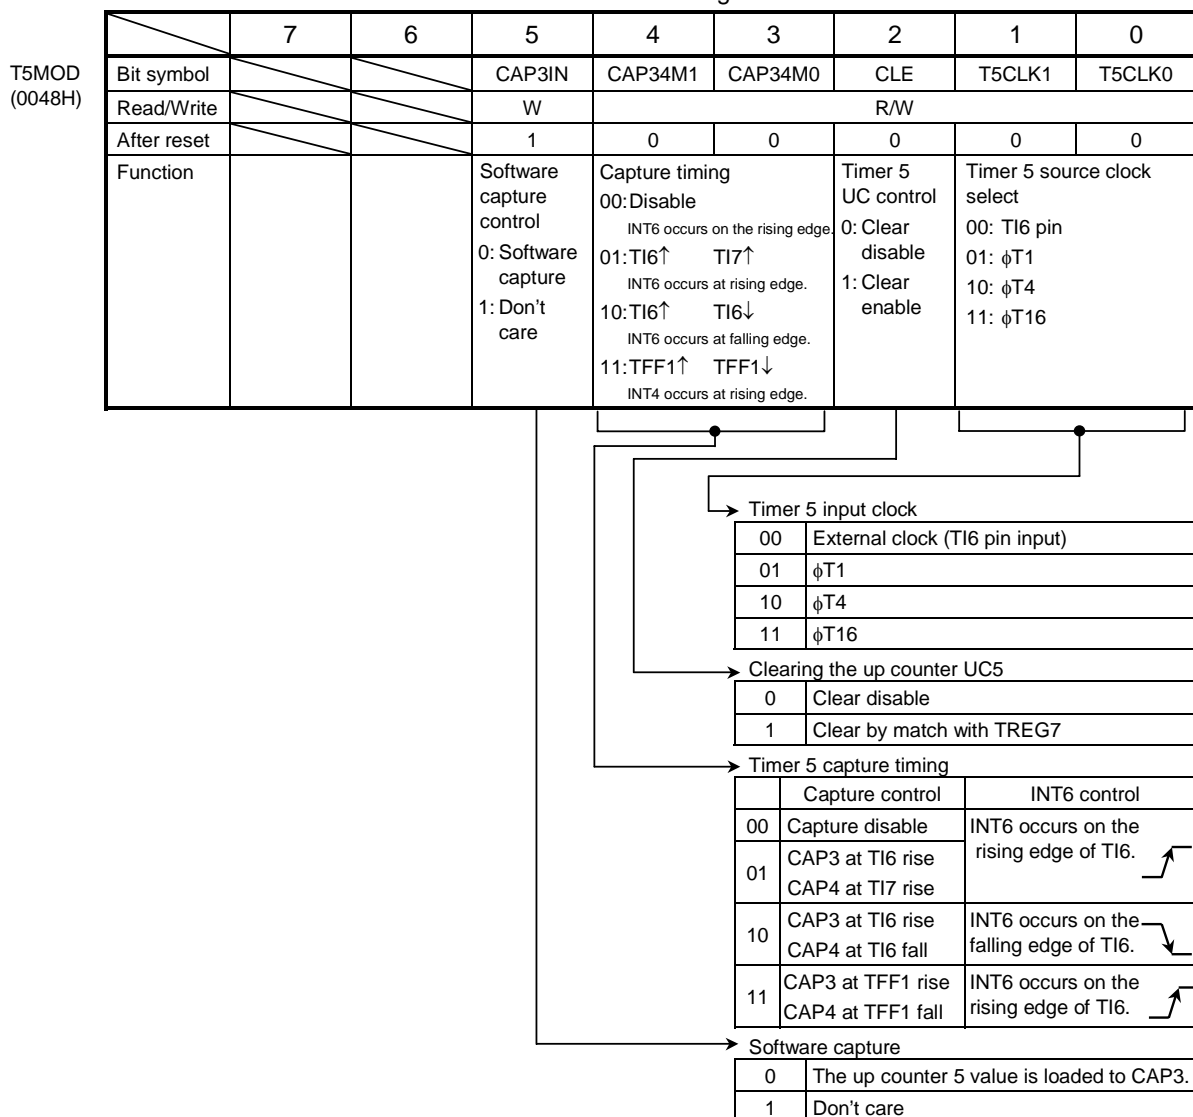 7 6 5 4 3 2 1 0
T5MOD
(0048H)
Bit symbol CAP3IN CAP34M1 CAP34M0 CLE T5CLK1 T5CLK0
Read/Write W R/W
After reset 1 0 0 0 0 0
Function
Software
capture
control
0: Software
capture
1: Don't
care
Capture timing
00: Disable
INT6 occurs on the rising edge.
01: TI6↑ TI7↑
INT6 occurs at rising edge.
10: TI6↑ TI6↓
INT6 occurs at falling edge.
11: TFF1↑ TFF1↓
INT4 occurs at rising edge.
Timer 5
UC control
0: Clear
disable
1: Clear
enable
Timer 5 source clock
select
00: TI6 pin
01: ϕT1
10: ϕT4
11: ϕT16
Timer 5 input clock
00 External clock (TI6 pin input)
01 ϕT1
10 ϕT4
11 ϕT16
Clearing the up counter UC5
0 Clear disable
1 Clear by match with TREG7
Timer 5 capture timing
Capture control INT6 control
00 Capture disable
01 CAP3 at TI6 rise
CAP4 at TI7 rise
INT6 occurs on the
rising edge of TI6.
10 CAP3 at TI6 rise
CAP4 at TI6 fall
INT6 occurs on the
falling edge of TI6.
11 CAP3 at TFF1 rise
CAP4 at TFF1 fall
INT6 occurs on the
rising edge of TI6.
Software capture
0 The up counter 5 value is loaded to CAP3.
1 Don't care